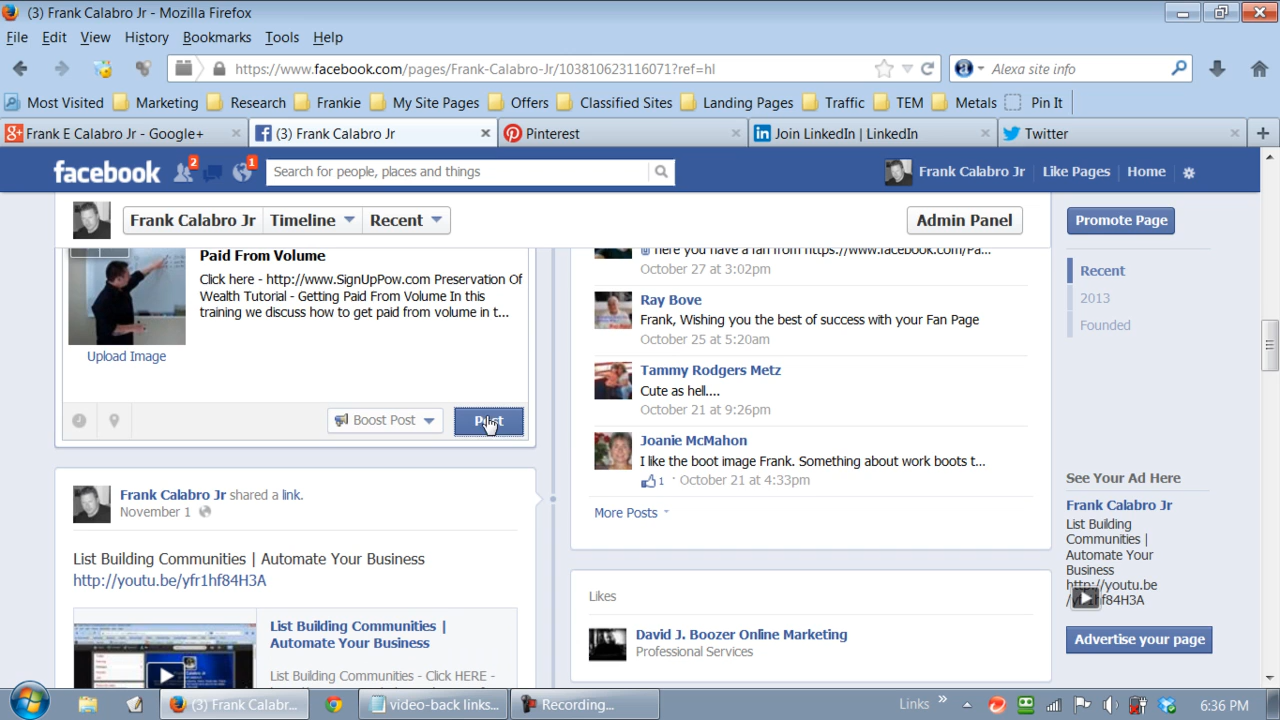 (3) Frank Calabro Jr - Mozilla Firefox
File Edit View History Bookmarks Tools Help
https://www.facebook.com/pages/Frank-Calabro-Jr/103810623116071?ref=hl
Alexa site info
Most Visited Marketing Research Frankie My Site Pages Offers Classified Sites Landing Pages Traffic TEM Metals Pin It
Frank E Calabro Jr - Google+
(3) Frank Calabro Jr
Pinterest
Join LinkedIn | LinkedIn
Twitter
facebook
2
1
Search for people, places and things
Frank Calabro Jr Like Pages Home
Frank Calabro Jr Timeline Recent
Admin Panel
Promote Page
Paid From Volume
Click here - http://www.SignUpPow.com Preservation Of
Wealth Tutorial - Getting Paid From Volume In this
training we discuss how to get paid from volume in t...
Upload Image
Boost Post
Post
Frank Calabro Jr shared a link.
November 1
List Building Communities | Automate Your Business
http://youtu.be/yfr1hf84H3A
List Building Communities |
Automate Your Business
List Building Communities - Click HERE -
here you have a fan from https://www.facebook.com/Pa...
October 27 at 3:02pm
Ray Bove
Frank, Wishing you the best of success with your Fan Page
October 25 at 5:20am
Tammy Rodgers Metz
Cute as hell....
October 21 at 9:26pm
Joanie McMahon
I like the boot image Frank. Something about work boots t...
1 · October 21 at 4:33pm
More Posts
Likes
David J. Boozer Online Marketing
Professional Services
Recent
2013
Founded
See Your Ad Here
Frank Calabro Jr
List Building
Communities |
Automate Your
Business
http://youtu.be
/yfr1hf84H3A
Advertise your page
(3) Frank Calabr...
video-back links...
Recording...
Links
6:36 PM